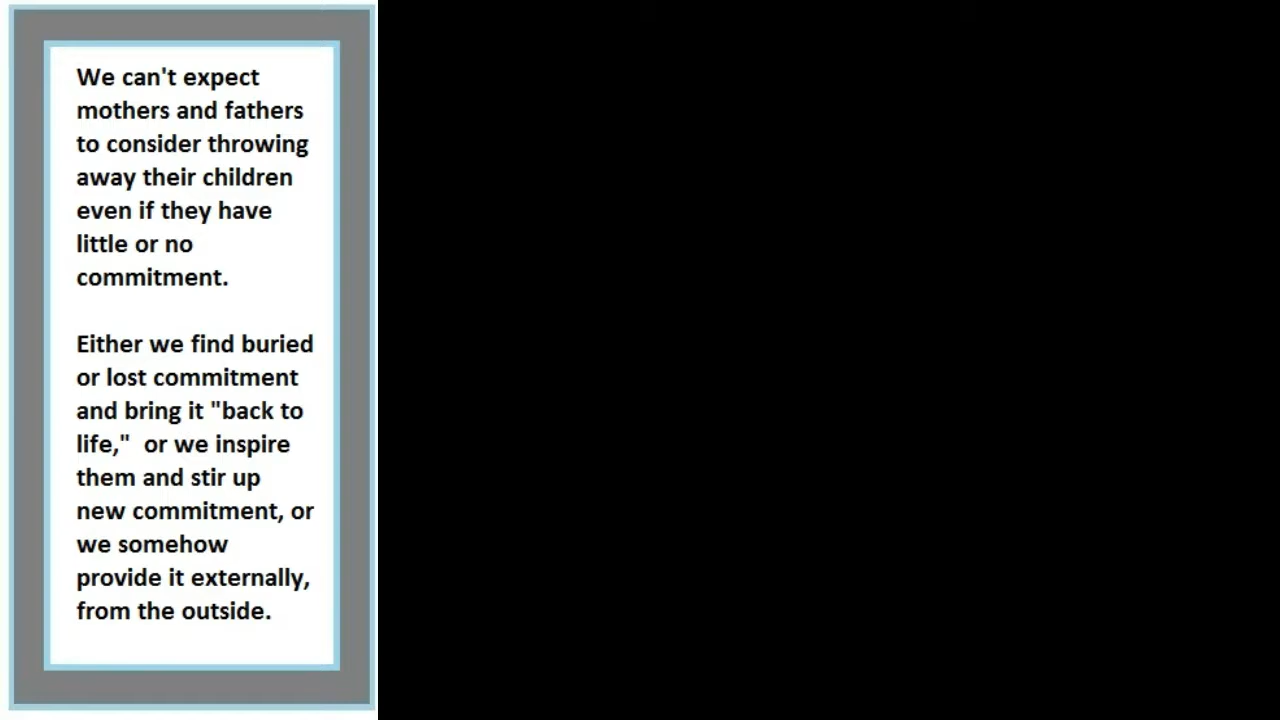 We can't expect
mothers and fathers
to consider throwing
away their children
even if they have
little or no
commitment.
Either we find buried
or lost commitment
and bring it "back to
life,"  or we inspire
them and stir up
new commitment, or
we somehow
provide it externally,
from the outside.